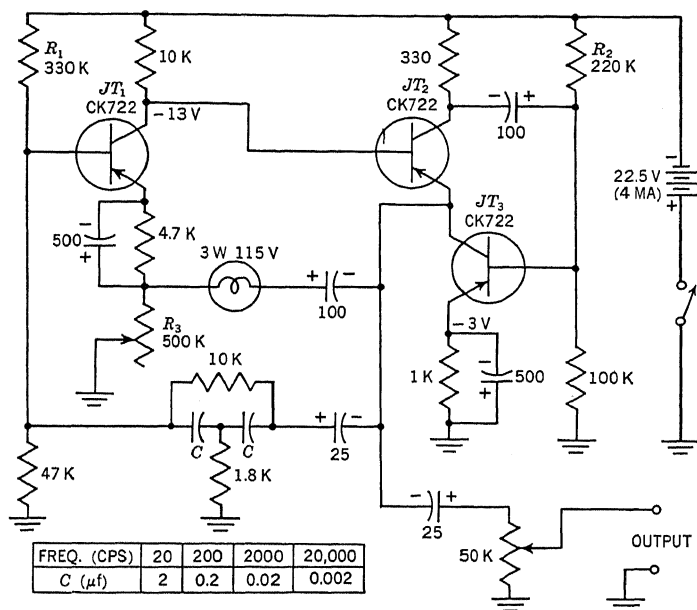 R1
330 K
10 K
JT1
CK722
-13 V
330
JT2
CK722
R2
220 K
- +
100
-
22.5 V
(4 MA)
+
JT3
CK722
-
500
+
4.7 K
3 W 115 V
+ -
100
R3
500 K
-3 V
1 K
-
500
+
100 K
10 K
C
C
+ -
25
47 K
1.8 K
- +
25
50 K
OUTPUT
FREQ. (CPS) 20 200 2000 20,000
C (μf) 2 0.2 0.02 0.002